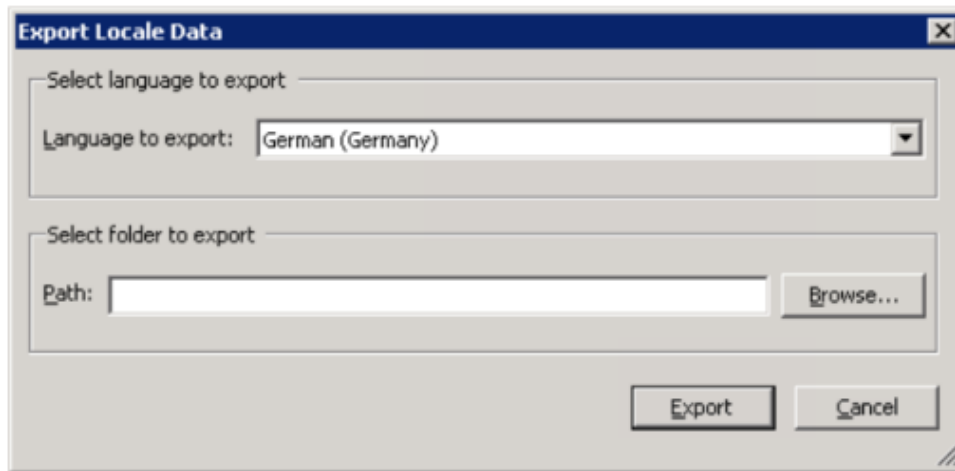 Export Locale Data
Select language to export
Language to export: German (Germany)
Select folder to export
Path: Browse...
Export Cancel